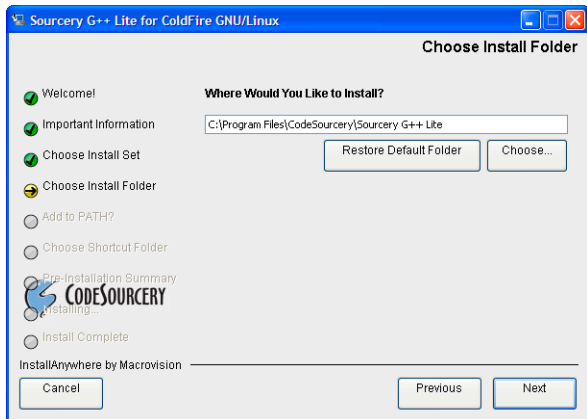 Sourcery G++ Lite for ColdFire GNU/Linux
Choose Install Folder
Welcome!
Important Information
Choose Install Set
Choose Install Folder
Add to PATH?
Choose Shortcut Folder
Pre-Installation Summary
Installing...
Install Complete
CODESOURCERY
Where Would You Like to Install?
C:\Program Files\CodeSourcery\Sourcery G++ Lite
Restore Default Folder
Choose...
InstallAnywhere by Macrovision
Cancel
Previous
Next